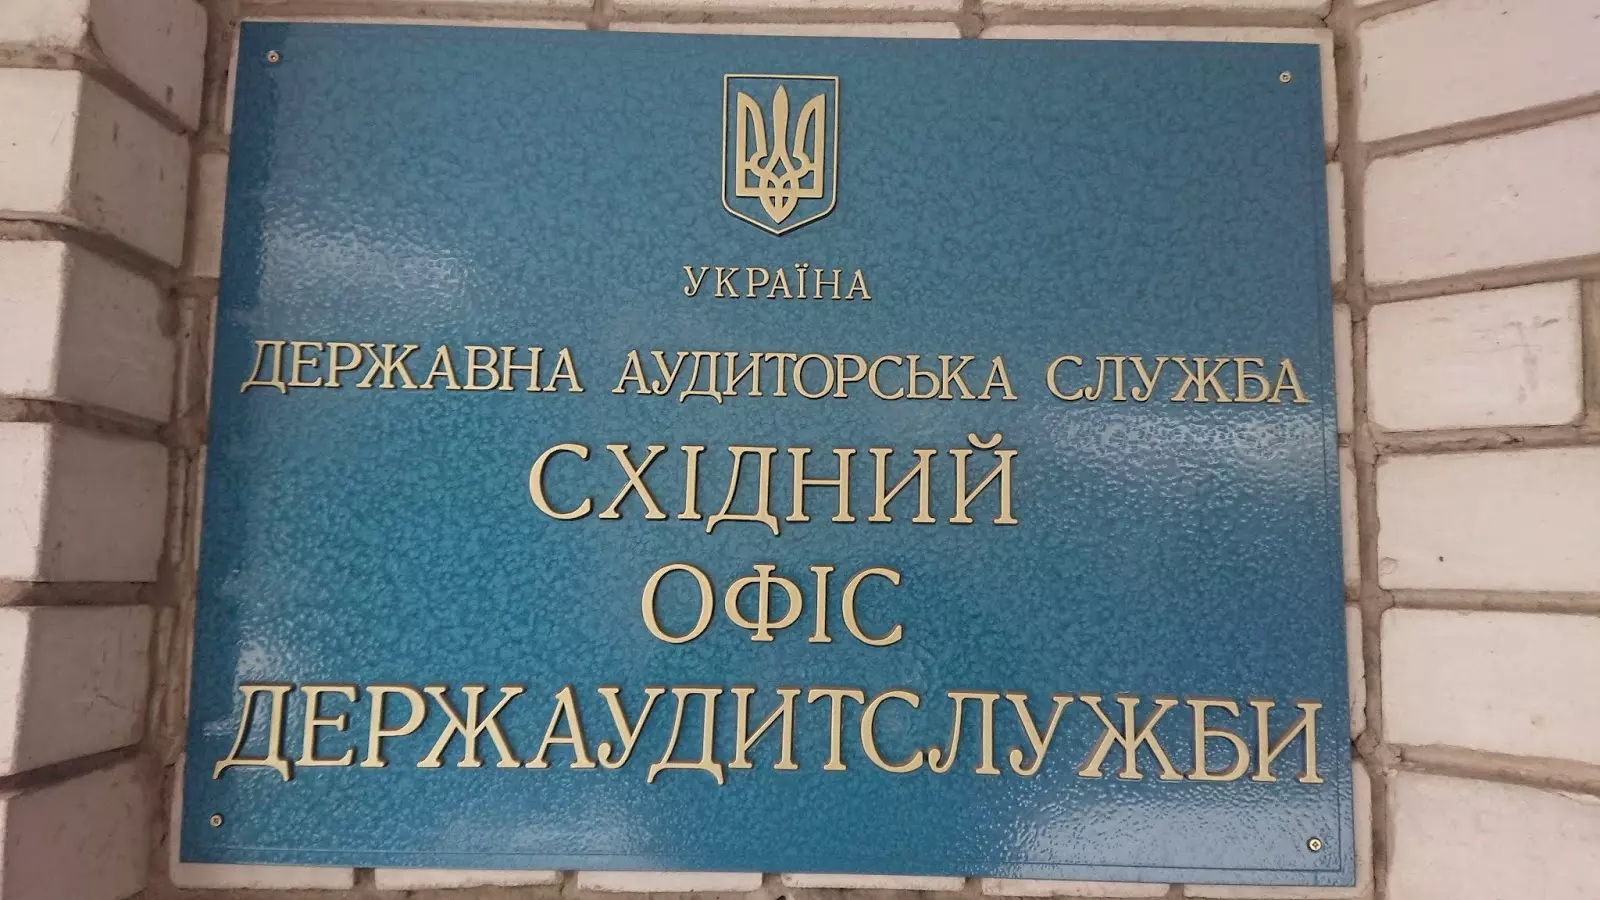 УКРАЇНА
ДЕРЖАВНА АУДИТОРСЬКА СЛУЖБА
СХІДНИЙ
ОФІС
ДЕРЖАУДИТСЛУЖБИ